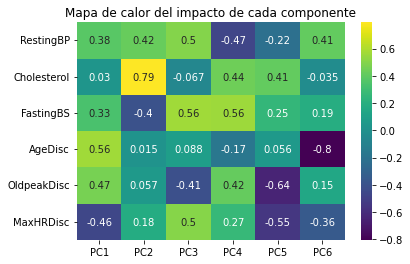 Mapa de calor del impacto de cada componente
RestingBP 0.38 0.42 0.5 -0.47 -0.22 0.41
Cholesterol 0.03 0.79 -0.067 0.44 0.41 -0.035
FastingBS 0.33 -0.4 0.56 0.56 0.25 0.19
AgeDisc 0.56 0.015 0.088 -0.17 0.056 -0.8
OldpeakDisc 0.47 0.057 -0.41 0.42 -0.64 0.15
MaxHRDisc -0.46 0.18 0.5 0.27 -0.55 -0.36
PC1 PC2 PC3 PC4 PC5 PC6
0.6
0.4
0.2
0.0
-0.2
-0.4
-0.6
-0.8